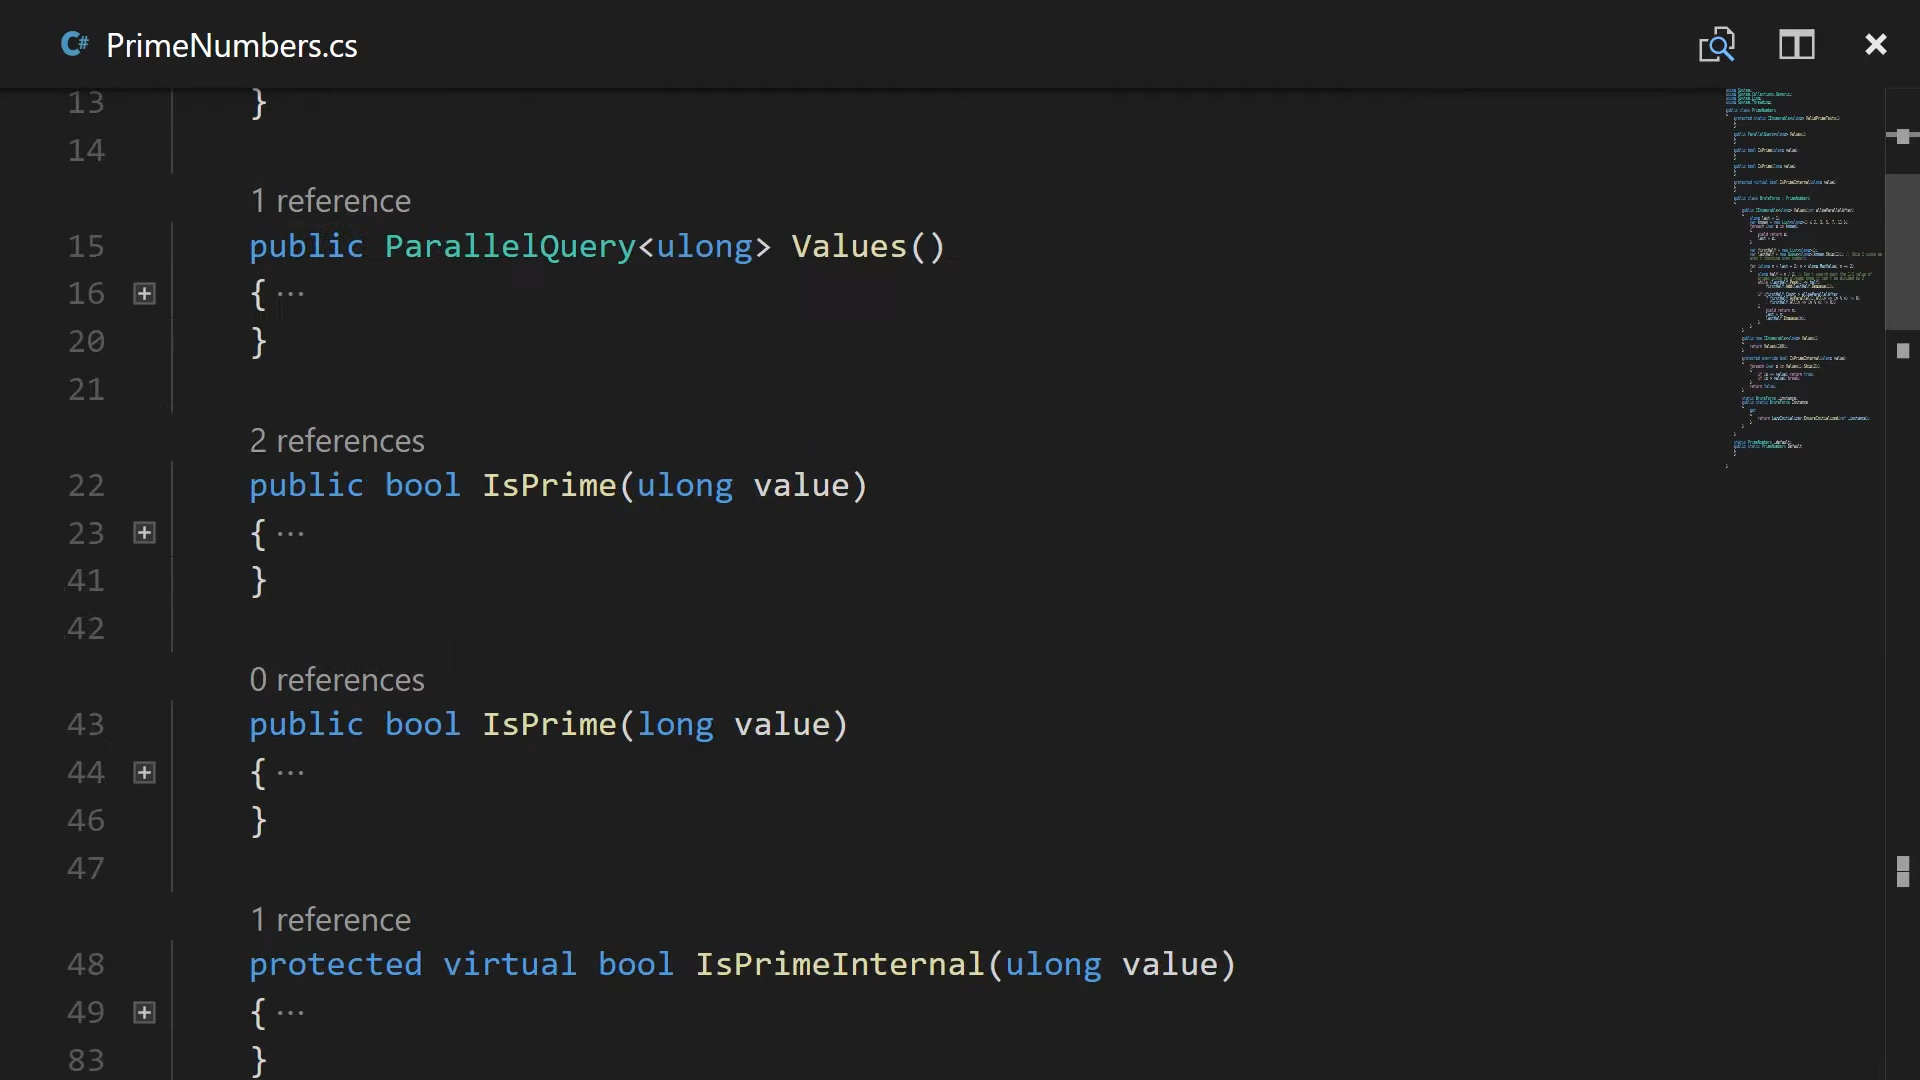 C# PrimeNumbers.cs
13 }
14
1 reference
15 public ParallelQuery<ulong> Values()
16 { ...
20 }
21
2 references
22 public bool IsPrime(ulong value)
23 { ...
41 }
42
0 references
43 public bool IsPrime(long value)
44 { ...
46 }
47
1 reference
48 protected virtual bool IsPrimeInternal(ulong value)
49 { ...
83 }